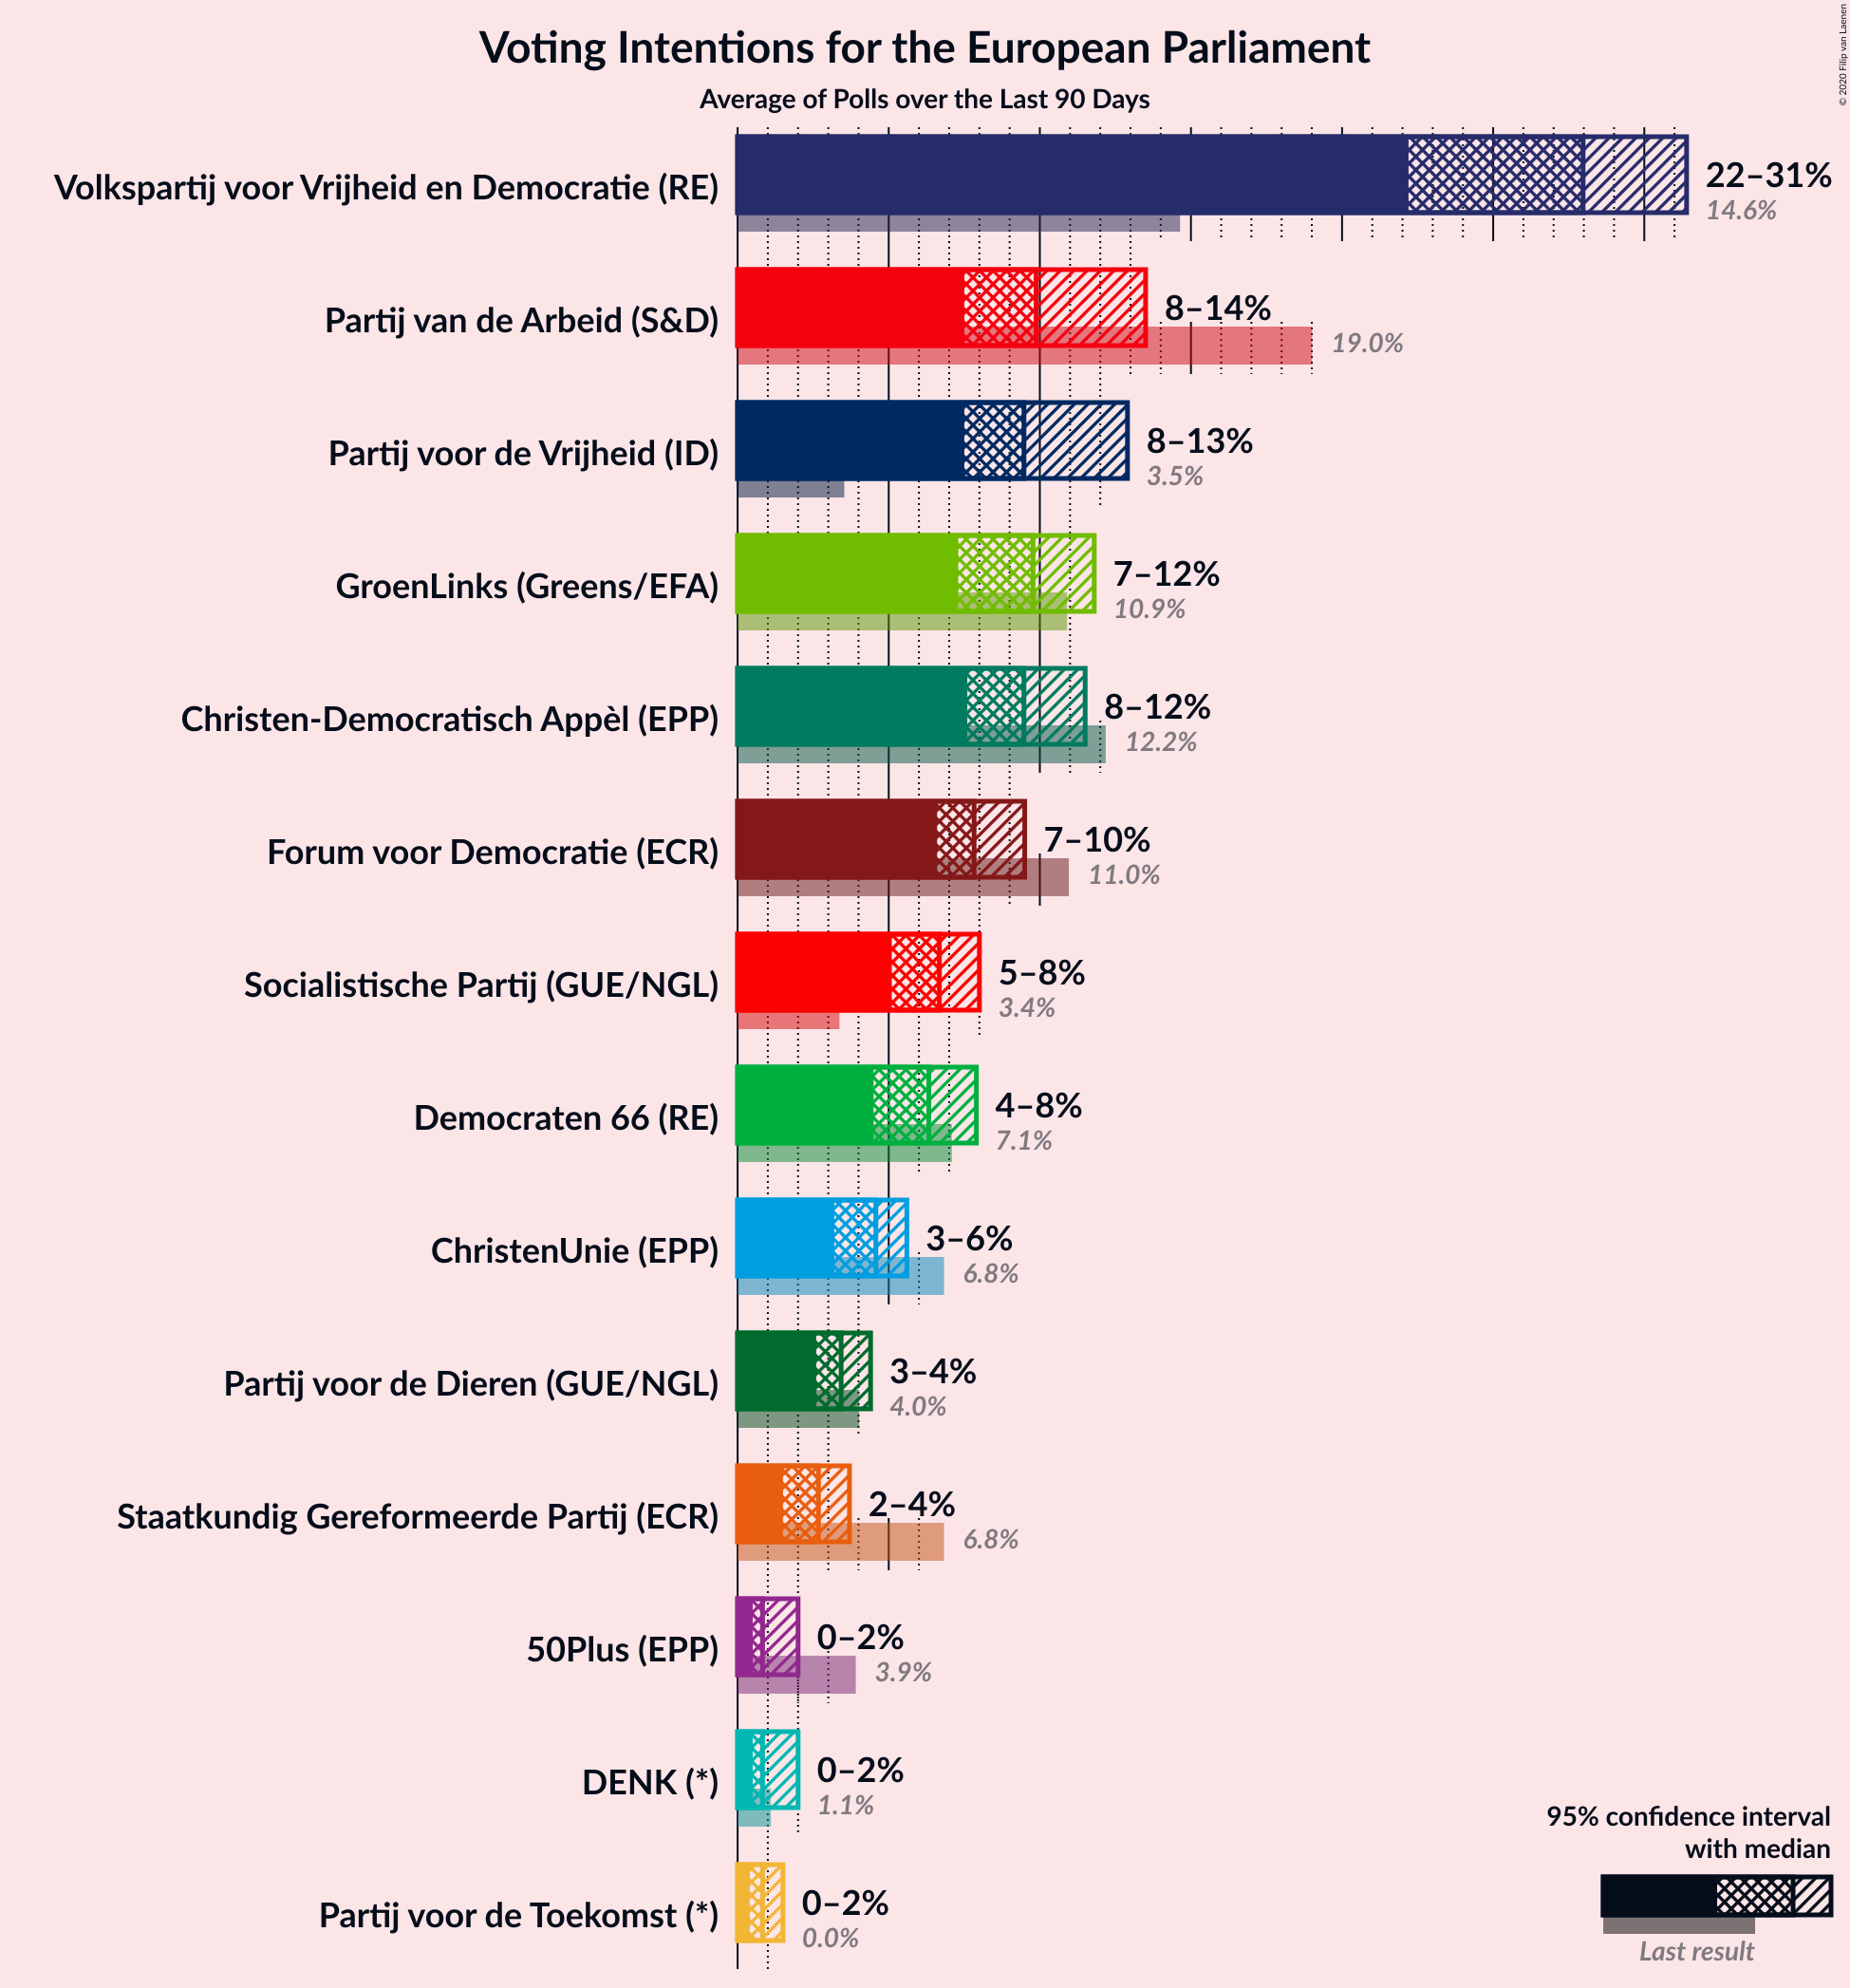 Voting Intentions for the European Parliament
Average of Polls over the Last 90 Days
© 2020 Filip van Laenen
Volkspartij voor Vrijheid en Democratie (RE)
22–31%
14.6%
Partij van de Arbeid (S&D)
8–14%
19.0%
Partij voor de Vrijheid (ID)
8–13%
3.5%
GroenLinks (Greens/EFA)
7–12%
10.9%
Christen-Democratisch Appèl (EPP)
8–12%
12.2%
Forum voor Democratie (ECR)
7–10%
11.0%
Socialistische Partij (GUE/NGL)
5–8%
3.4%
Democraten 66 (RE)
4–8%
7.1%
ChristenUnie (EPP)
3–6%
6.8%
Partij voor de Dieren (GUE/NGL)
3–4%
4.0%
Staatkundig Gereformeerde Partij (ECR)
2–4%
6.8%
50Plus (EPP)
0–2%
3.9%
DENK (*)
0–2%
1.1%
Partij voor de Toekomst (*)
0–2%
0.0%
95% confidence interval
with median
Last result